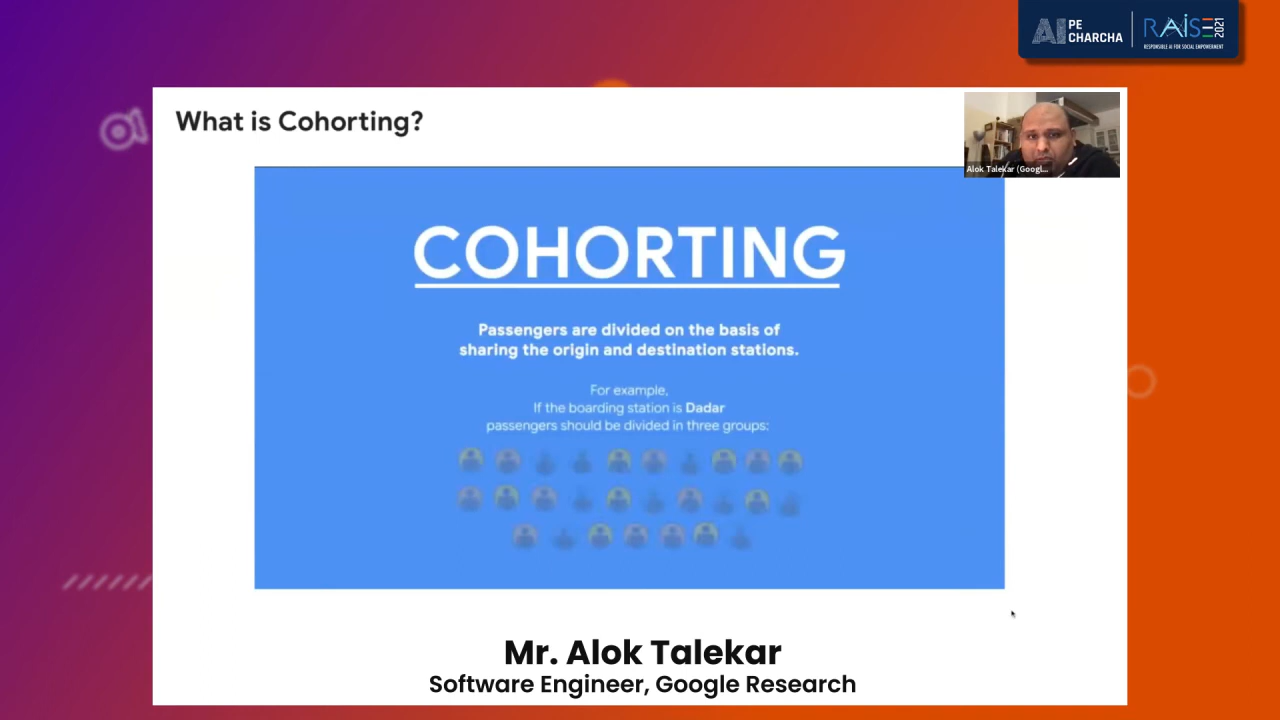 AI PE CHARCHA
RAISE 2021
RESPONSIBLE AI FOR SOCIAL EMPOWERMENT
What is Cohorting?
Alok Talekar (Googl...
COHORTING
Passengers are divided on the basis of
sharing the origin and destination stations.
For example,
If the boarding station is Dadar
passengers should be divided in three groups:
Mr. Alok Talekar
Software Engineer, Google Research